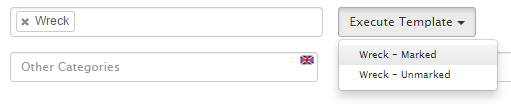 Wreck
Execute Template
Wreck - Marked
Other Categories
Wreck - Unmarked